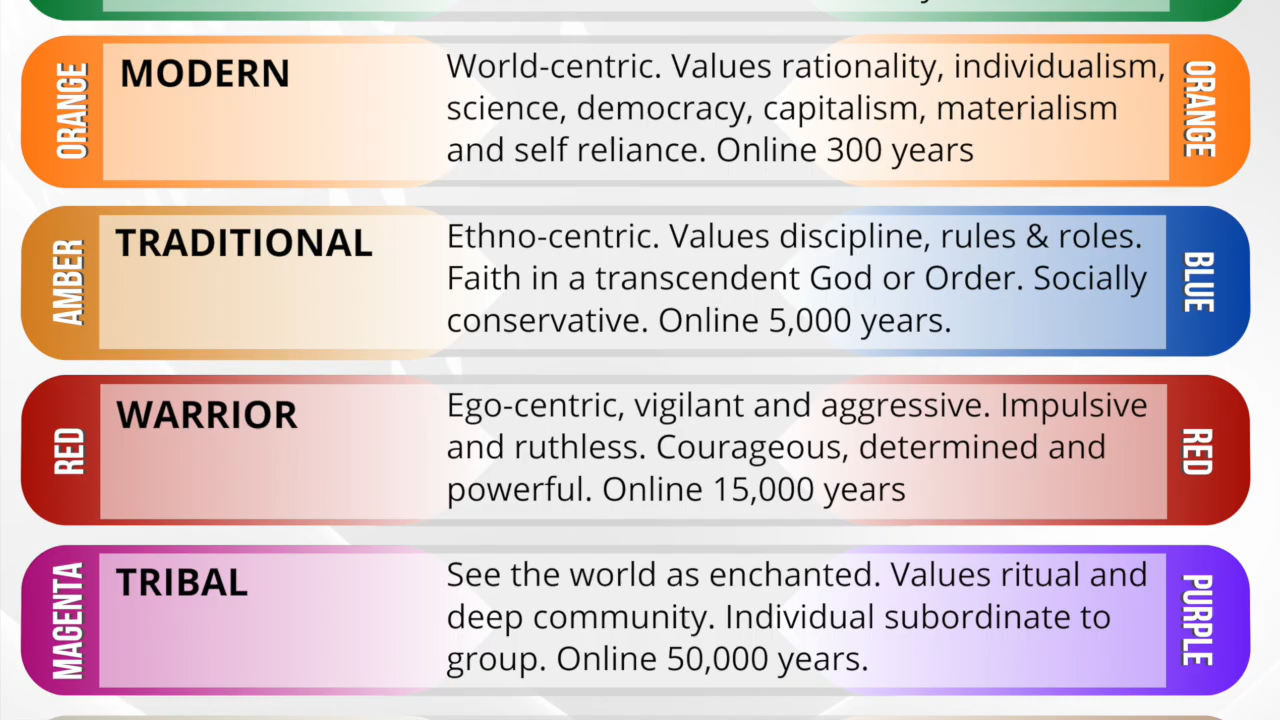 ORANGE
MODERN
World-centric. Values rationality, individualism,
science, democracy, capitalism, materialism
and self reliance. Online 300 years
ORANGE
AMBER
TRADITIONAL
Ethno-centric. Values discipline, rules & roles.
Faith in a transcendent God or Order. Socially
conservative. Online 5,000 years.
BLUE
RED
WARRIOR
Ego-centric, vigilant and aggressive. Impulsive
and ruthless. Courageous, determined and
powerful. Online 15,000 years
RED
MAGENTA
TRIBAL
See the world as enchanted. Values ritual and
deep community. Individual subordinate to
group. Online 50,000 years.
PURPLE